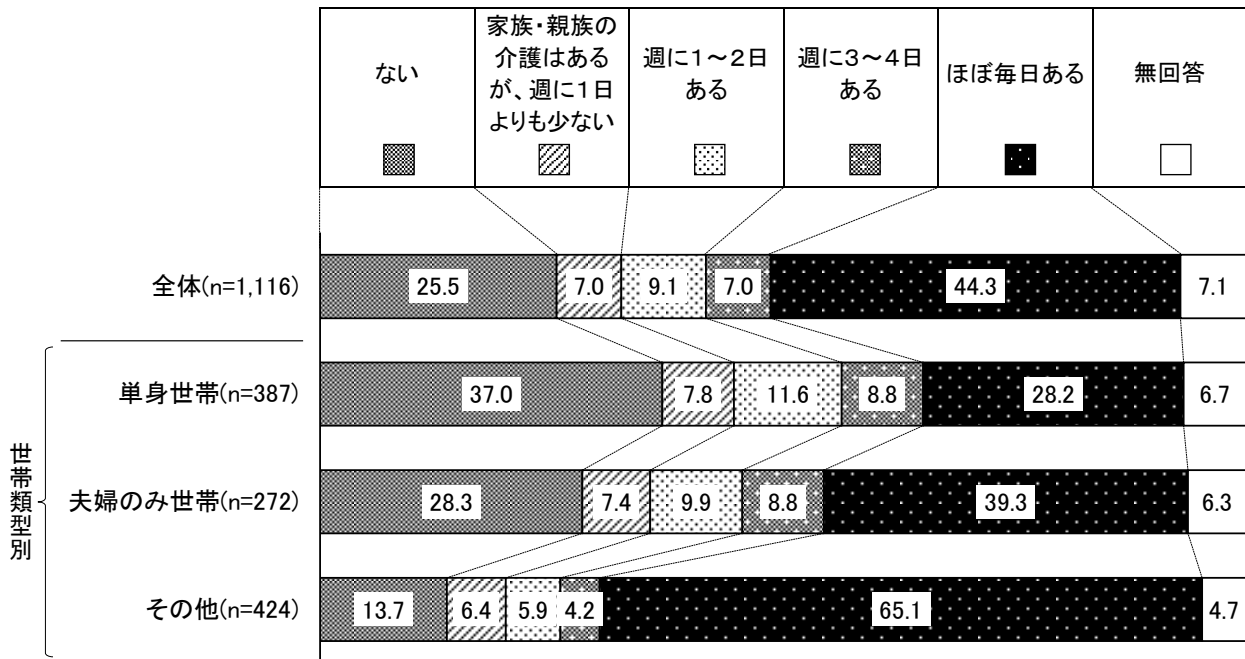 ない
家族・親族の
介護はある
が、週に１日
よりも少ない
週に１～２日
ある
週に３～４日
ある
ほぼ毎日ある
無回答
全体(n=1,116)
25.5
7.0
9.1
7.0
44.3
7.1
世帯類型別
単身世帯(n=387)
37.0
7.8
11.6
8.8
28.2
6.7
夫婦のみ世帯(n=272)
28.3
7.4
9.9
8.8
39.3
6.3
その他(n=424)
13.7
6.4
5.9
4.2
65.1
4.7